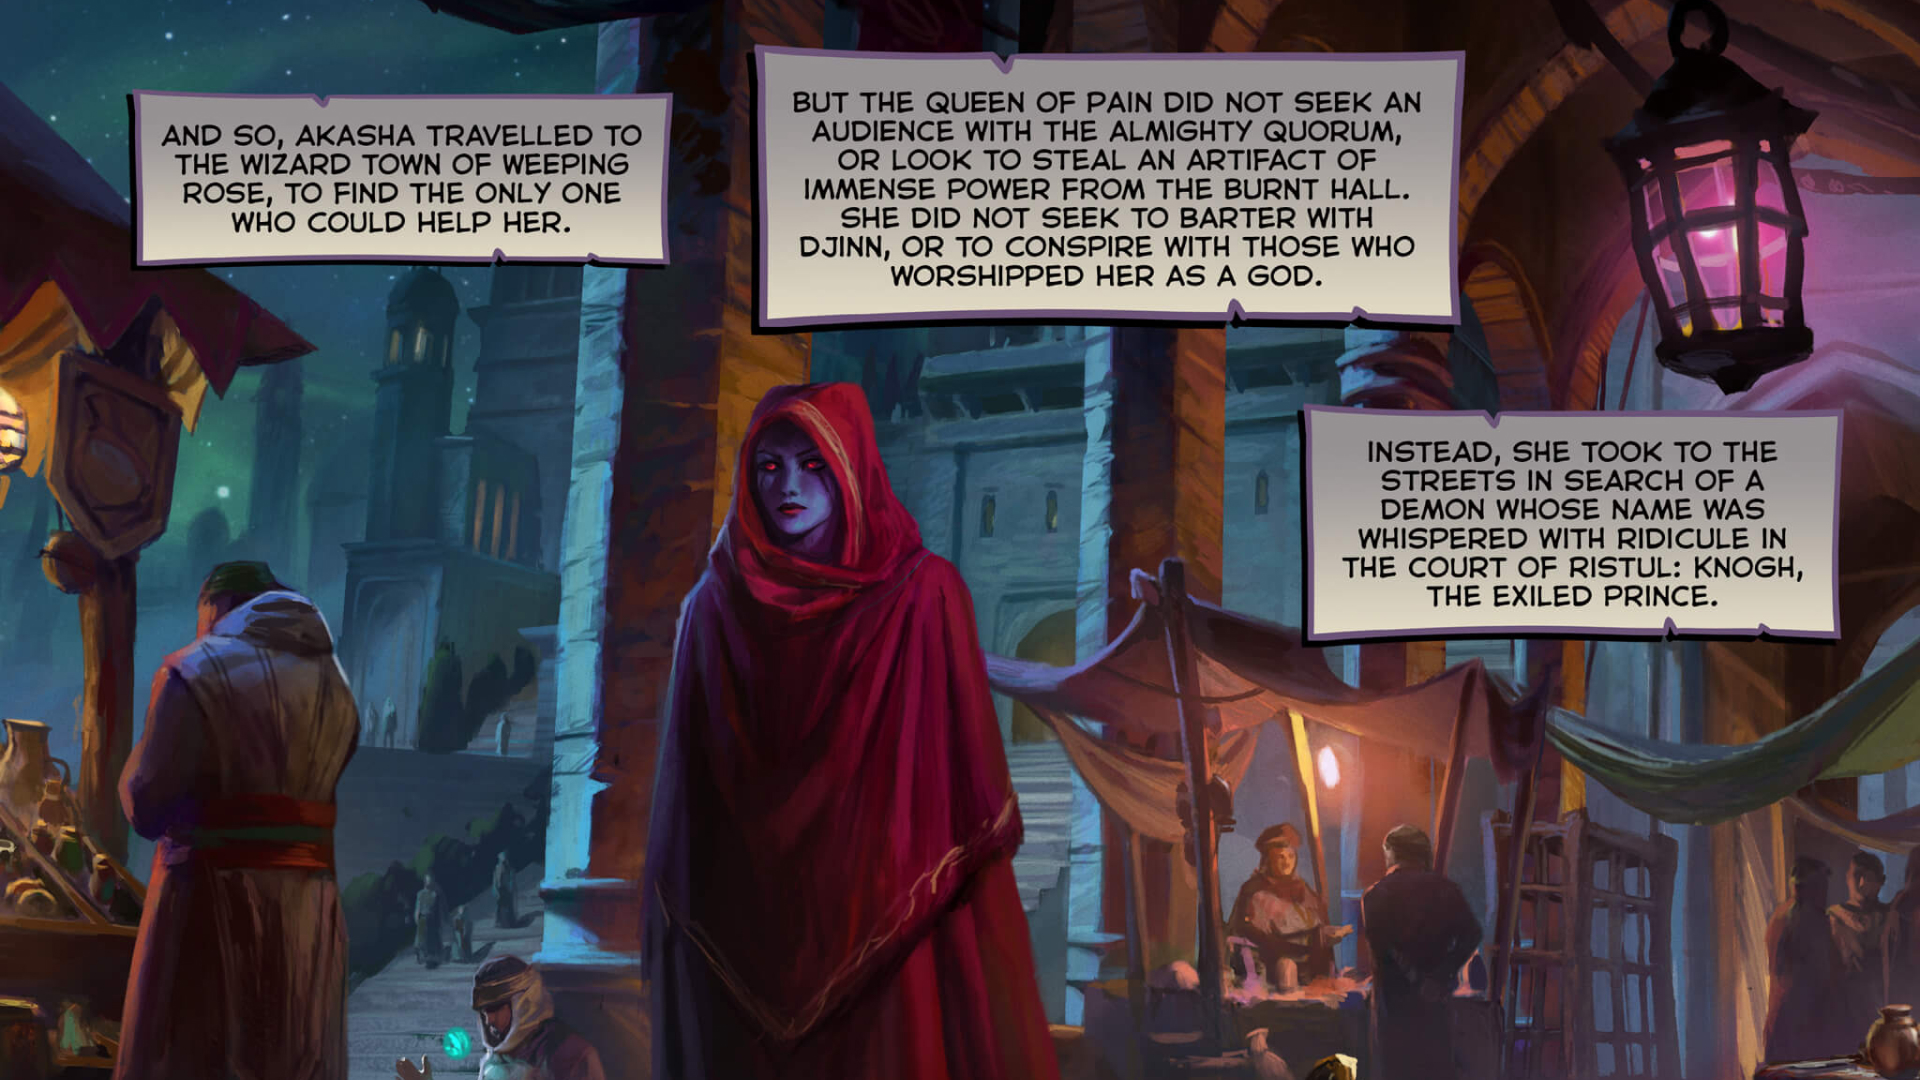 AND SO, AKASHA TRAVELLED TO
THE WIZARD TOWN OF WEEPING
ROSE, TO FIND THE ONLY ONE
WHO COULD HELP HER.
BUT THE QUEEN OF PAIN DID NOT SEEK AN
AUDIENCE WITH THE ALMIGHTY QUORUM,
OR LOOK TO STEAL AN ARTIFACT OF
IMMENSE POWER FROM THE BURNT HALL.
SHE DID NOT SEEK TO BARTER WITH
DJINN, OR TO CONSPIRE WITH THOSE WHO
WORSHIPPED HER AS A GOD.
INSTEAD, SHE TOOK TO THE
STREETS IN SEARCH OF A
DEMON WHOSE NAME WAS
WHISPERED WITH RIDICULE IN
THE COURT OF RISTUL: KNOGH,
THE EXILED PRINCE.